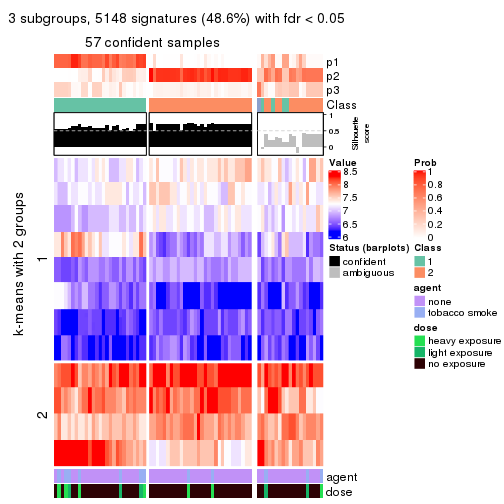 3 subgroups, 5148 signatures (48.6%) with fdr < 0.05
57 confident samples
p1
p2
p3
Class
1
0.5
0
Silhouette
score
k-means with 2 groups
1
2
Value
8.5
8
7.5
7
6.5
6
Prob
1
0.8
0.6
0.4
0.2
0
Status (barplots)
confident
ambiguous
Class
1
2
agent
none
tobacco smoke
dose
heavy exposure
light exposure
no exposure
agent
dose